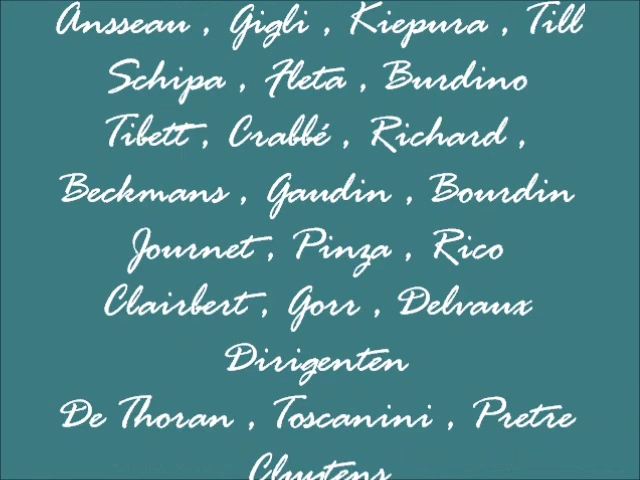 Ansseau , Gigli , Kiepura , Till
Schipa , Fleta , Burdino
Tibett , Crabbé , Richard ,
Beckmans , Gaudin , Bourdin
Journet , Pinza , Rico
Clairbert , Gorr , Delvaux
Dirigenten
De Thoran , Toscanini , Pretre
Cluytens